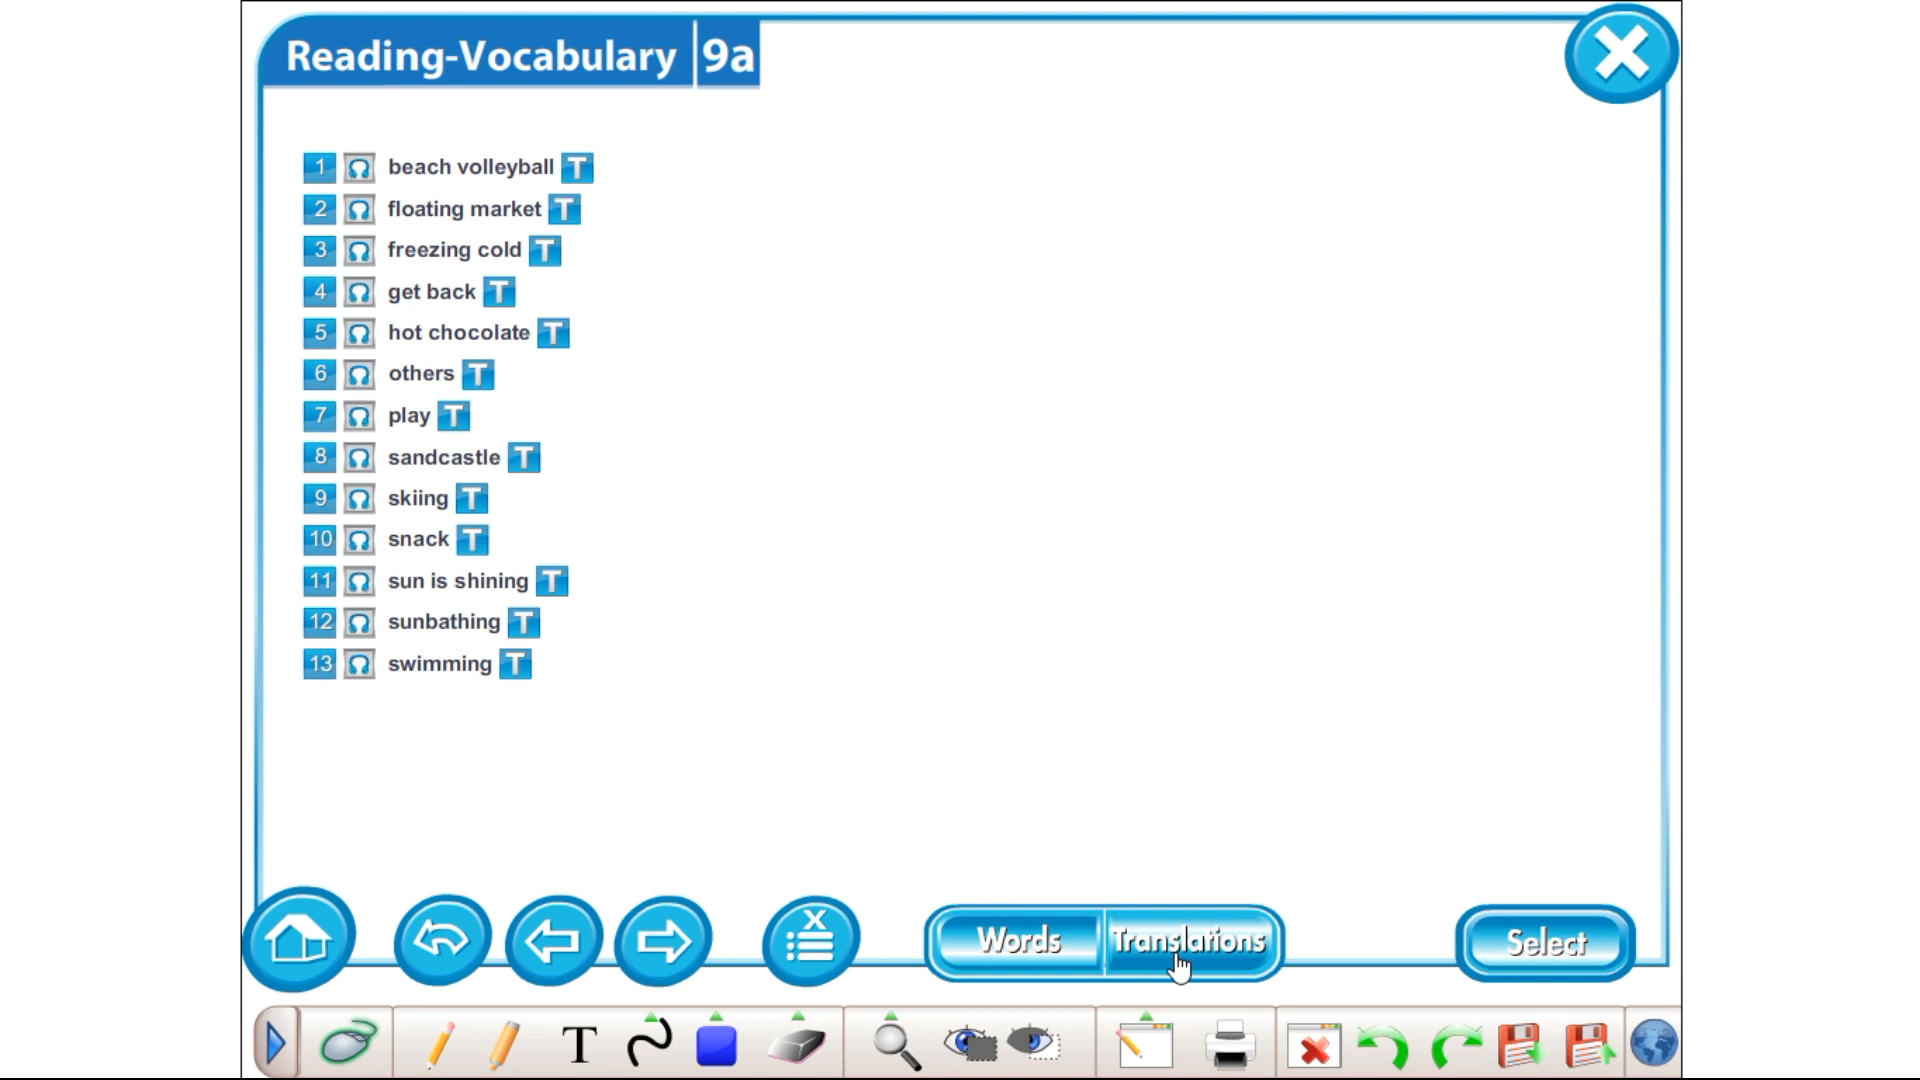 Reading-Vocabulary 9a
1 beach volleyball T
2 floating market T
3 freezing cold T
4 get back T
5 hot chocolate T
6 others T
7 play T
8 sandcastle T
9 skiing T
10 snack T
11 sun is shining T
12 sunbathing T
13 swimming T
Words Translations Select
T